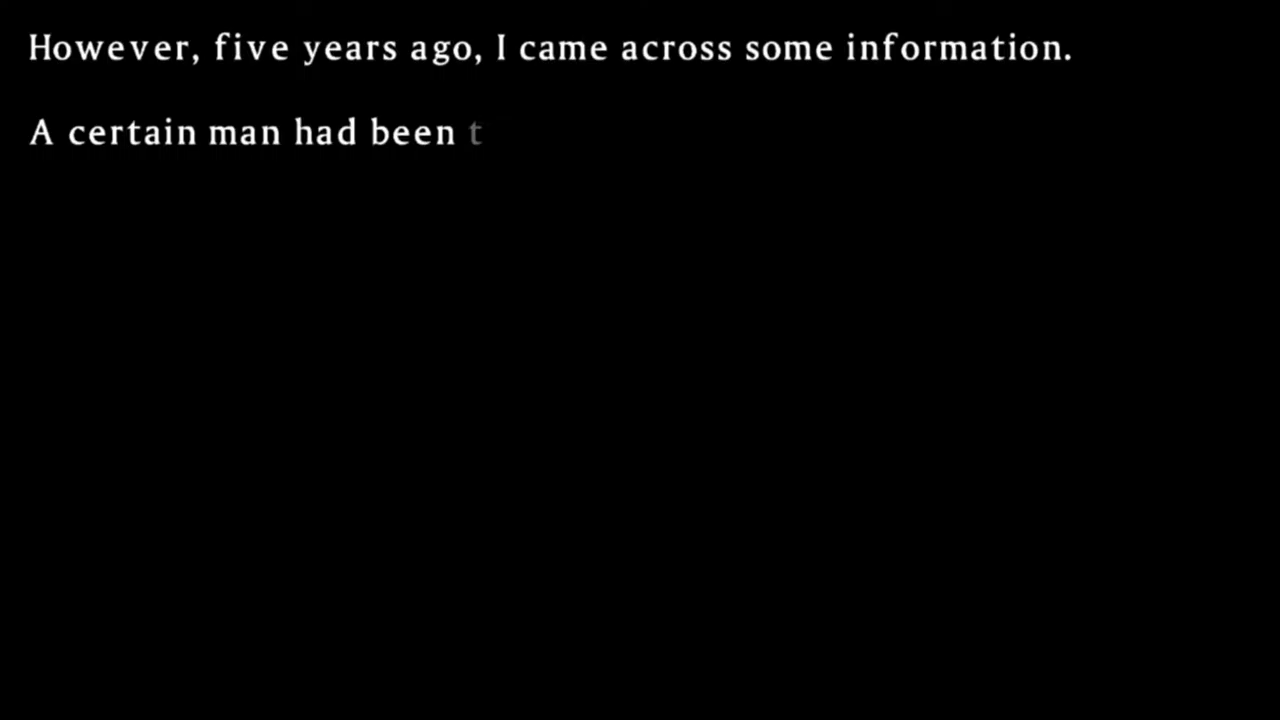 However, five years ago, I came across some information.
A certain man had been t